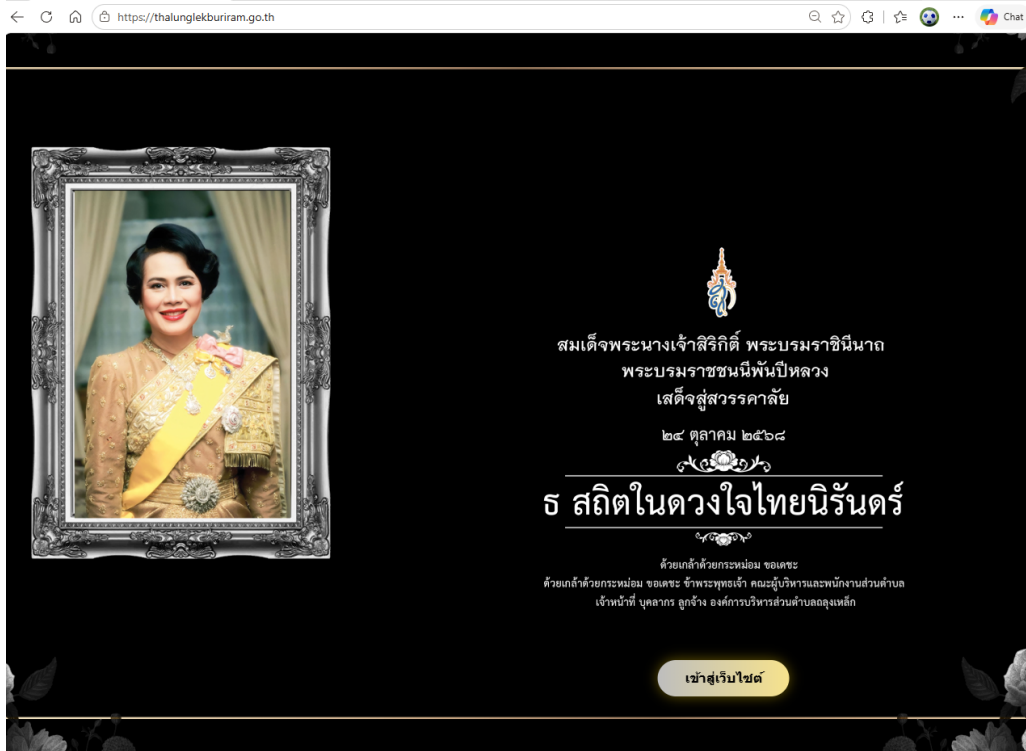 https://thalunglekburiram.go.th
Chat
สมเด็จพระนางเจ้าสิริกิติ์ พระบรมราชินีนาถ
พระบรมราชชนนีพันปีหลวง
เสด็จสู่สวรรคาลัย
๒๔ ตุลาคม ๒๕๖๘
ธ สถิตในดวงใจไทยนิรันดร์
ด้วยเกล้าด้วยกระหม่อม ขอเดชะ
ด้วยเกล้าด้วยกระหม่อม ขอเดชะ ข้าพระพุทธเจ้า คณะผู้บริหารและพนักงานส่วนตำบล
เจ้าหน้าที่ บุคลากร ลูกจ้าง องค์การบริหารส่วนตำบลถลุงเหล็ก
เข้าสู่เว็บไซต์